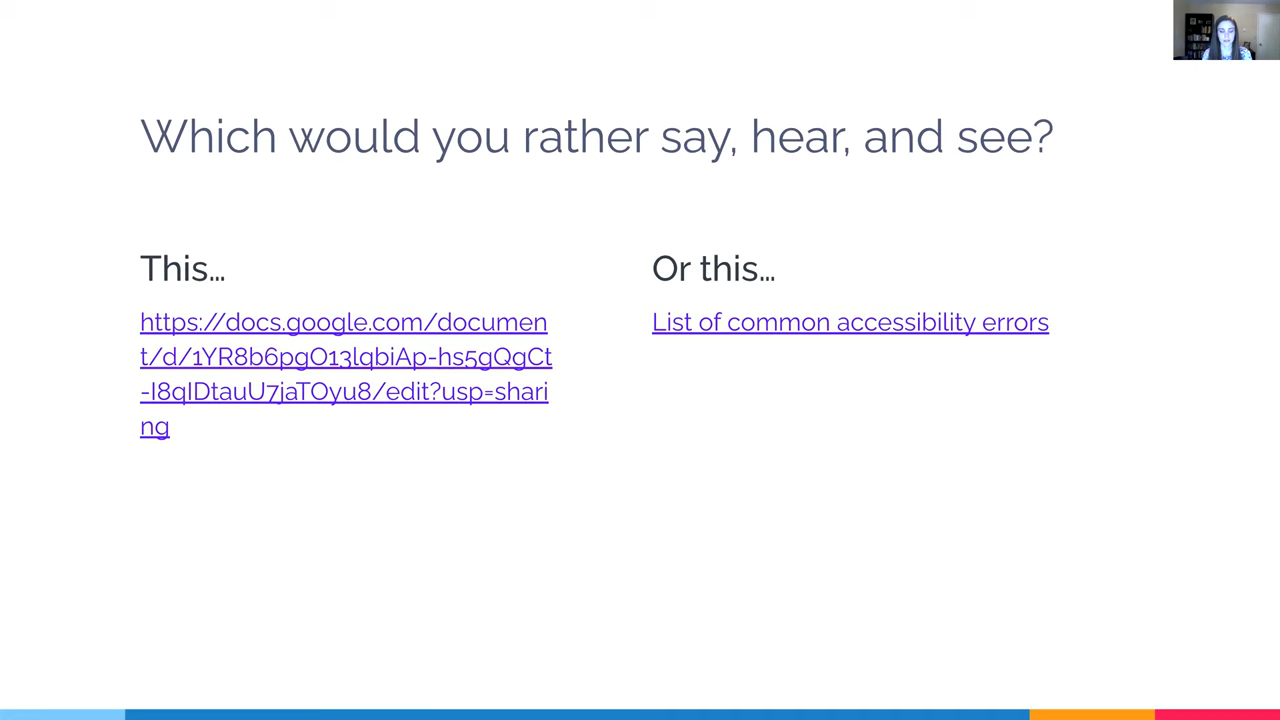 Which would you rather say, hear, and see?
This...
https://docs.google.com/documen
t/d/1YR8b6pgO13lqbiAp-hs5gQgCt
-I8qIDtauU7jaTOyu8/edit?usp=shari
ng
Or this...
List of common accessibility errors